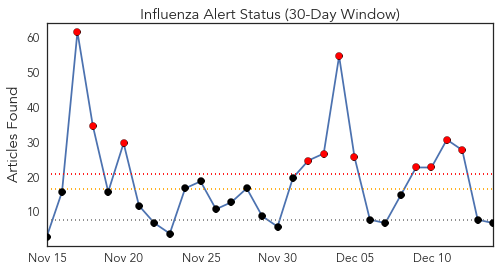 Influenza Alert Status (30-Day Window)
Articles Found
60
50
40
30
20
10
Nov 15
Nov 20
Nov 25
Nov 30
Dec 05
Dec 10